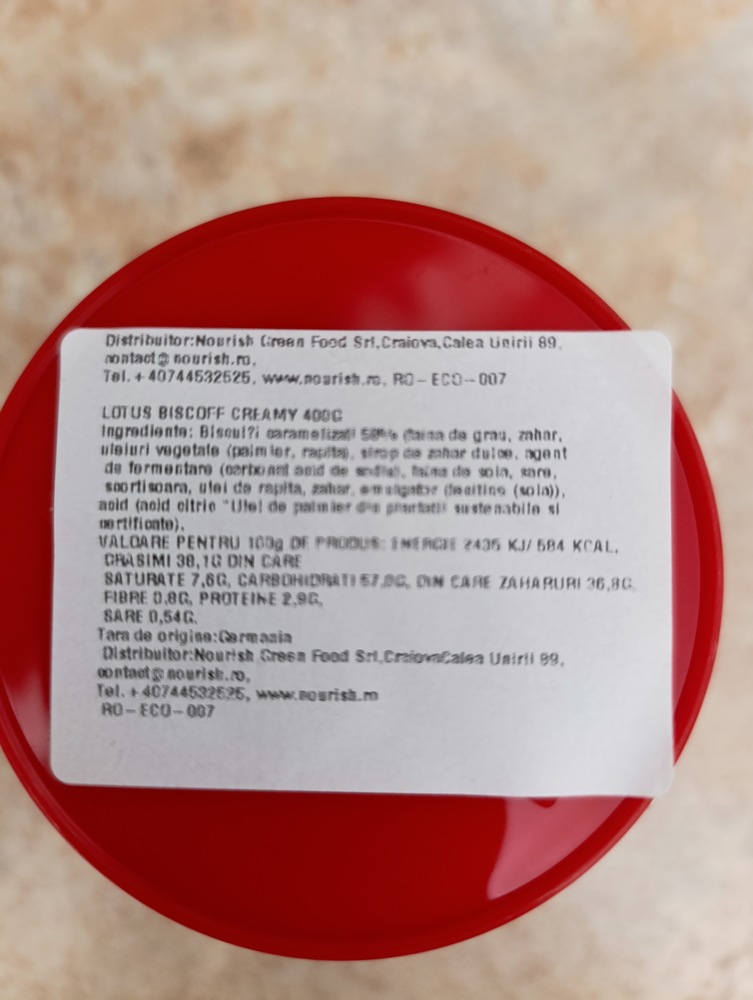 Distribuitor:Nourish Green Food Srl,Craiova,Calea Unirii 89,
contact@nourish.ro,
Tel. +40744532525, www.nourish.ro, RO-ECO-007
LOTUS BISCOFF CREAMY 400G
Ingrediente: Biscui?i caramelizati 58% (faina de grau, zahar,
uleiuri vegetale (palmier, rapita), sirop de zahar dulce, agent
de fermentare (carbonat acid de sodiu), faina de soia, sare,
scortisoara, ulei de rapita, zahar, emulgator (lecitina (soia)),
acid (acid citric *Ulei de palmier din plantatii sustenabile si
certificate).
VALOARE PENTRU 100g DE PRODUS: ENERGIE 2435 KJ/ 584 KCAL,
GRASIMI 38,1G DIN CARE
SATURATE 7,6G, CARBOHIDRATI 57,0G, DIN CARE ZAHARURI 36,8G,
FIBRE 0,8G, PROTEINE 2,9G,
SARE 0,54G.
Tara de origine:Germania
Distribuitor:Nourish Green Food Srl,CraiovaCalea Unirii 89,
contact@nourish.ro,
Tel. +40744532525, www.nourish.ro
RO-ECO-007